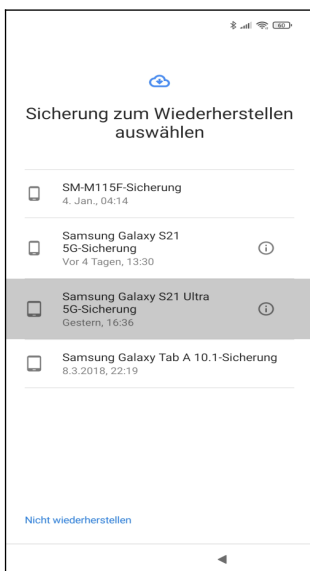 60
Sicherung zum Wiederherstellen
auswählen
SM-M115F-Sicherung
4. Jan., 04:14
Samsung Galaxy S21
5G-Sicherung
Vor 4 Tagen, 13:30
Samsung Galaxy S21 Ultra
5G-Sicherung
Gestern, 16:36
Samsung Galaxy Tab A 10.1-Sicherung
8.3.2018, 22:19
Nicht wiederherstellen